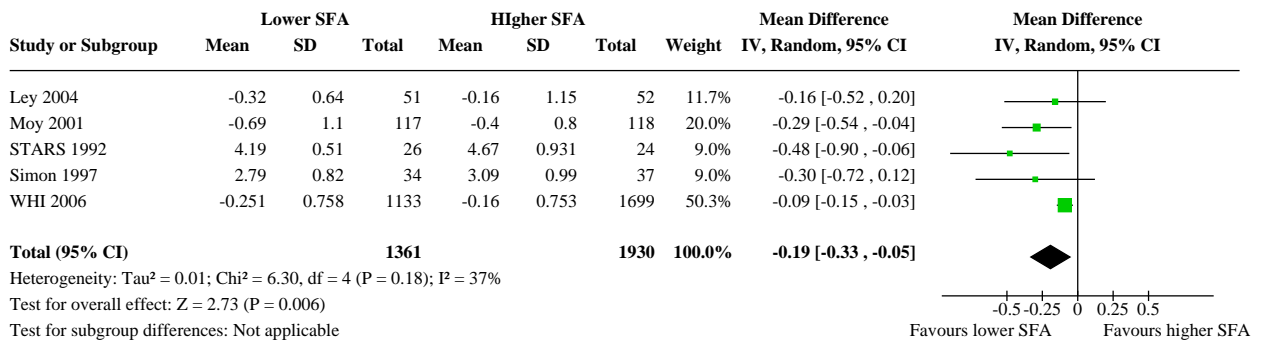 Lower SFA HIgher SFA Mean Difference Mean Difference
Study or Subgroup Mean SD Total Mean SD Total Weight IV, Random, 95% CI IV, Random, 95% CI
Ley 2004 -0.32 0.64 51 -0.16 1.15 52 11.7% -0.16 [-0.52 , 0.20]
Moy 2001 -0.69 1.1 117 -0.4 0.8 118 20.0% -0.29 [-0.54 , -0.04]
STARS 1992 4.19 0.51 26 4.67 0.931 24 9.0% -0.48 [-0.90 , -0.06]
Simon 1997 2.79 0.82 34 3.09 0.99 37 9.0% -0.30 [-0.72 , 0.12]
WHI 2006 -0.251 0.758 1133 -0.16 0.753 1699 50.3% -0.09 [-0.15 , -0.03]
Total (95% CI) 1361 1930 100.0% -0.19 [-0.33 , -0.05]
Heterogeneity: Tau² = 0.01; Chi² = 6.30, df = 4 (P = 0.18); I² = 37%
Test for overall effect: Z = 2.73 (P = 0.006)
Test for subgroup differences: Not applicable
-0.5 -0.25 0 0.25 0.5
Favours lower SFA Favours higher SFA